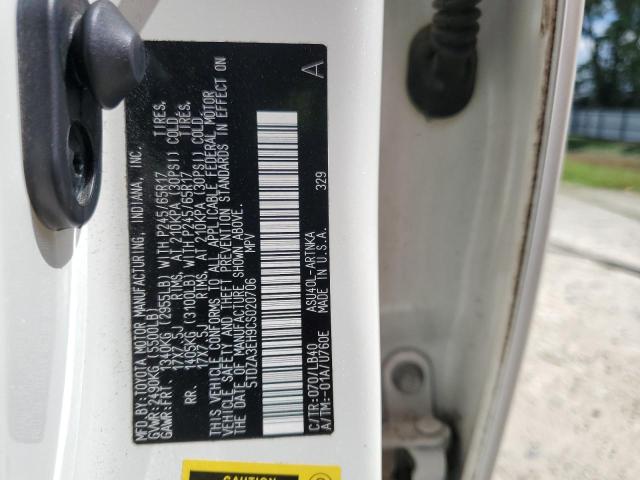 MFD.BY:TOYOTA MOTOR MANUFACTURING, INDIANA, INC.
GVWR:2490KG (5500LB)
GAWR:FRT. 1340KG (2955LB) WITH P245/65R17 TIRES,
17X7.5J RIMS, AT 210KPA (30PSI) COLD.
RR. 1405KG (3100LB) WITH P245/65R17 TIRES,
17X7.5J RIMS, AT 210KPA (30PSI) COLD.
THIS VEHICLE CONFORMS TO ALL APPLICABLE FEDERAL MOTOR
VEHICLE SAFETY AND THEFT PREVENTION STANDARDS IN EFFECT ON
THE DATE OF MANUFACTURE SHOWN ABOVE.
5TDZA3EH9CS020706 MPV
A
329
C/TR:070/LB40 ASU40L-ARTNKA
A/TM:-01A/U760E MADE IN U.S.A.
CAUTION